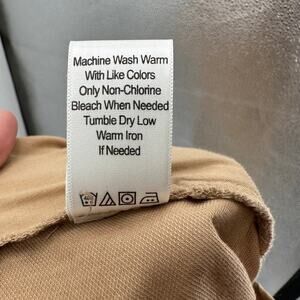 Machine Wash Warm
With Like Colors
Only Non-Chlorine
Bleach When Needed
Tumble Dry Low
Warm Iron
If Needed